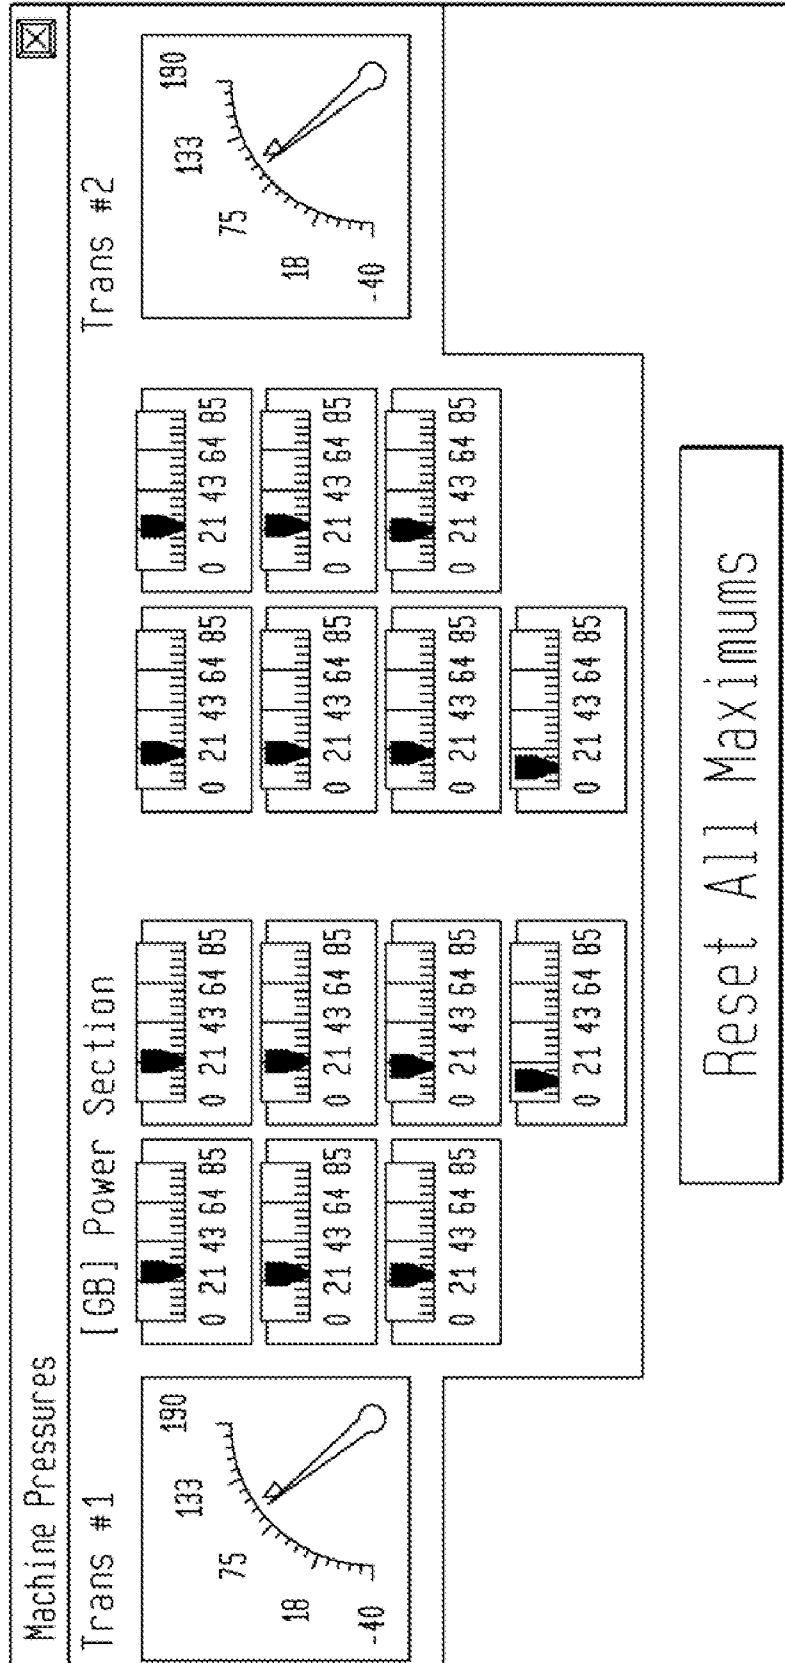 Machine Pressures
Trans #1
[GB] Power Section
Trans #2
-40
18
75
133
190
0 21 43 64 85
0 21 43 64 85
0 21 43 64 85
0 21 43 64 85
0 21 43 64 85
0 21 43 64 85
0 21 43 64 85
0 21 43 64 85
0 21 43 64 85
0 21 43 64 85
0 21 43 64 85
0 21 43 64 85
0 21 43 64 85
0 21 43 64 85
-40
18
75
133
190
Reset All Maximums